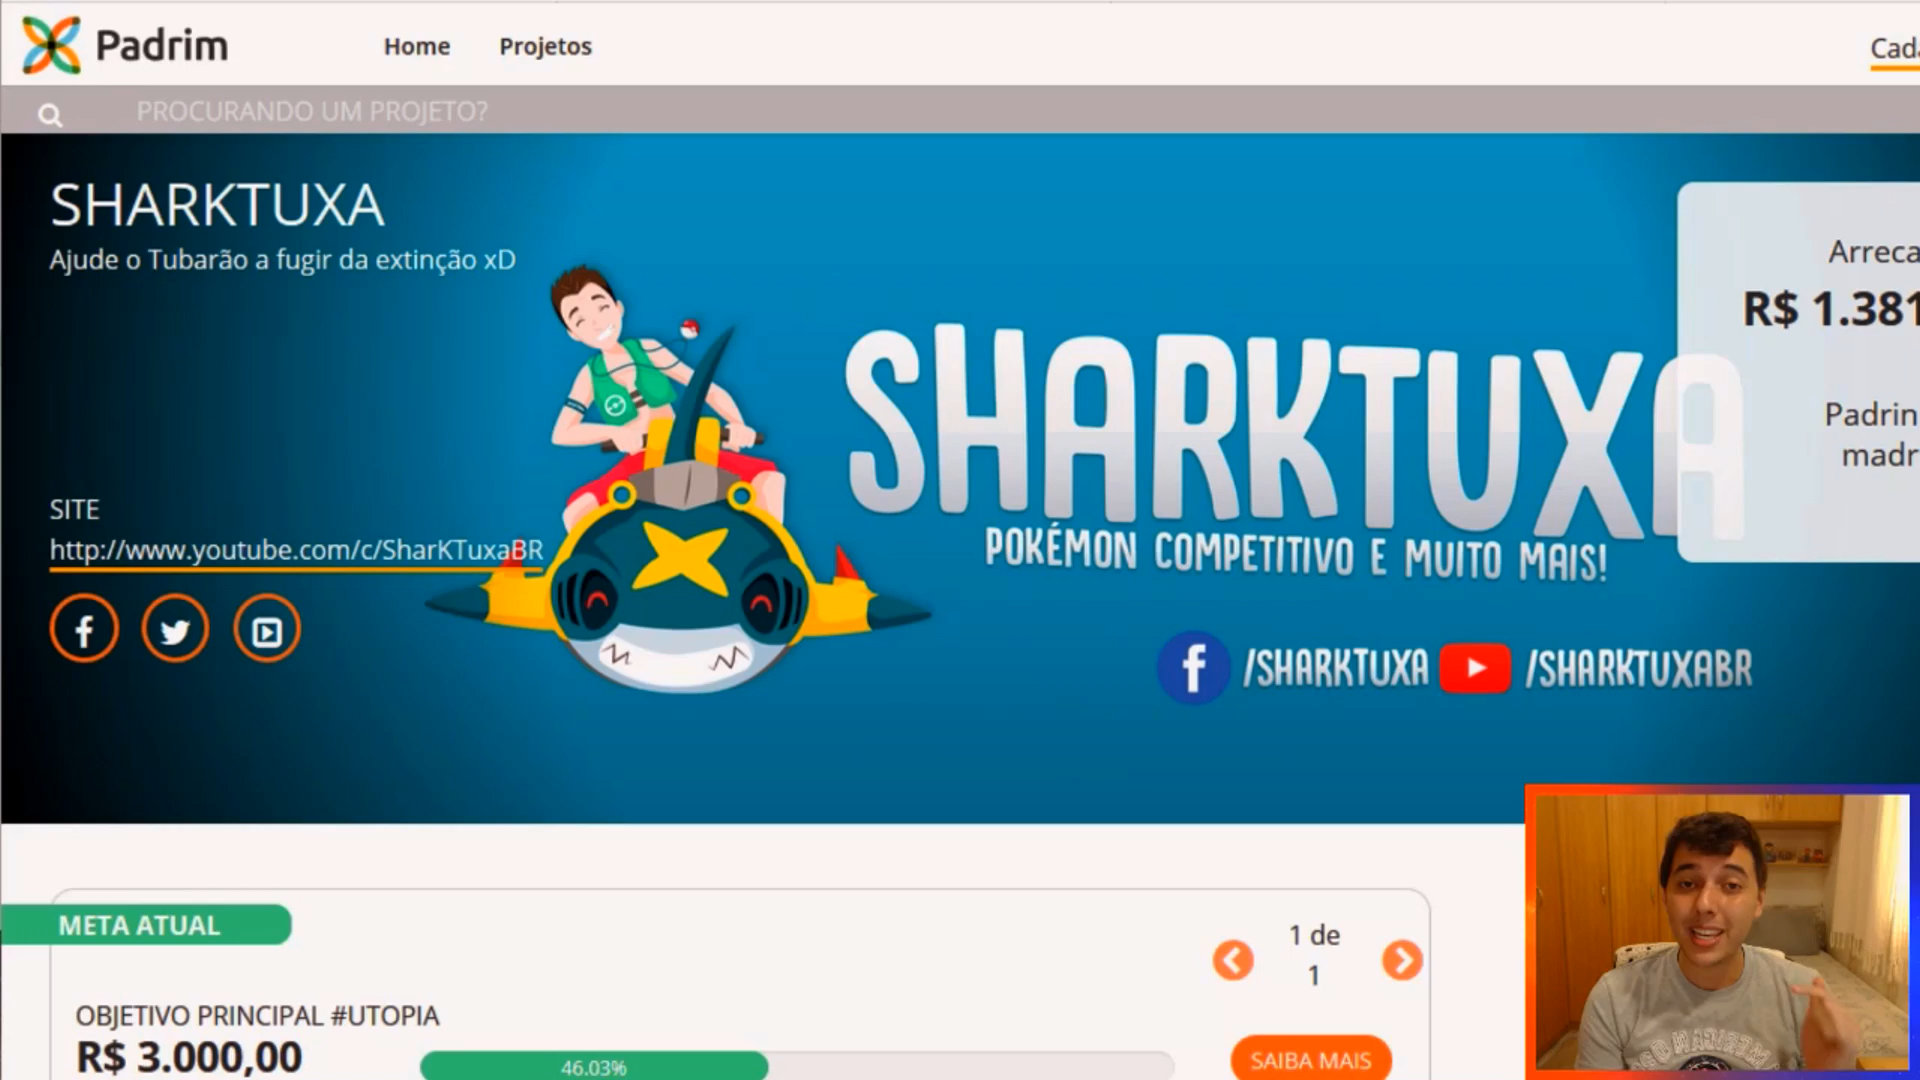 Padrim
Home
Projetos
PROCURANDO UM PROJETO?
SHARKTUXA
Ajude o Tubarão a fugir da extinção xD
R$ 1.381
SHARKTUXA
POKÉMON COMPETITIVO E MUITO MAIS!
SITE
http://www.youtube.com/c/SharKTuxaBR
/SHARKTUXA
/SHARKTUXABR
META ATUAL
1 de
1
OBJETIVO PRINCIPAL #UTOPIA
R$ 3.000,00
46.03%
SAIBA MAIS